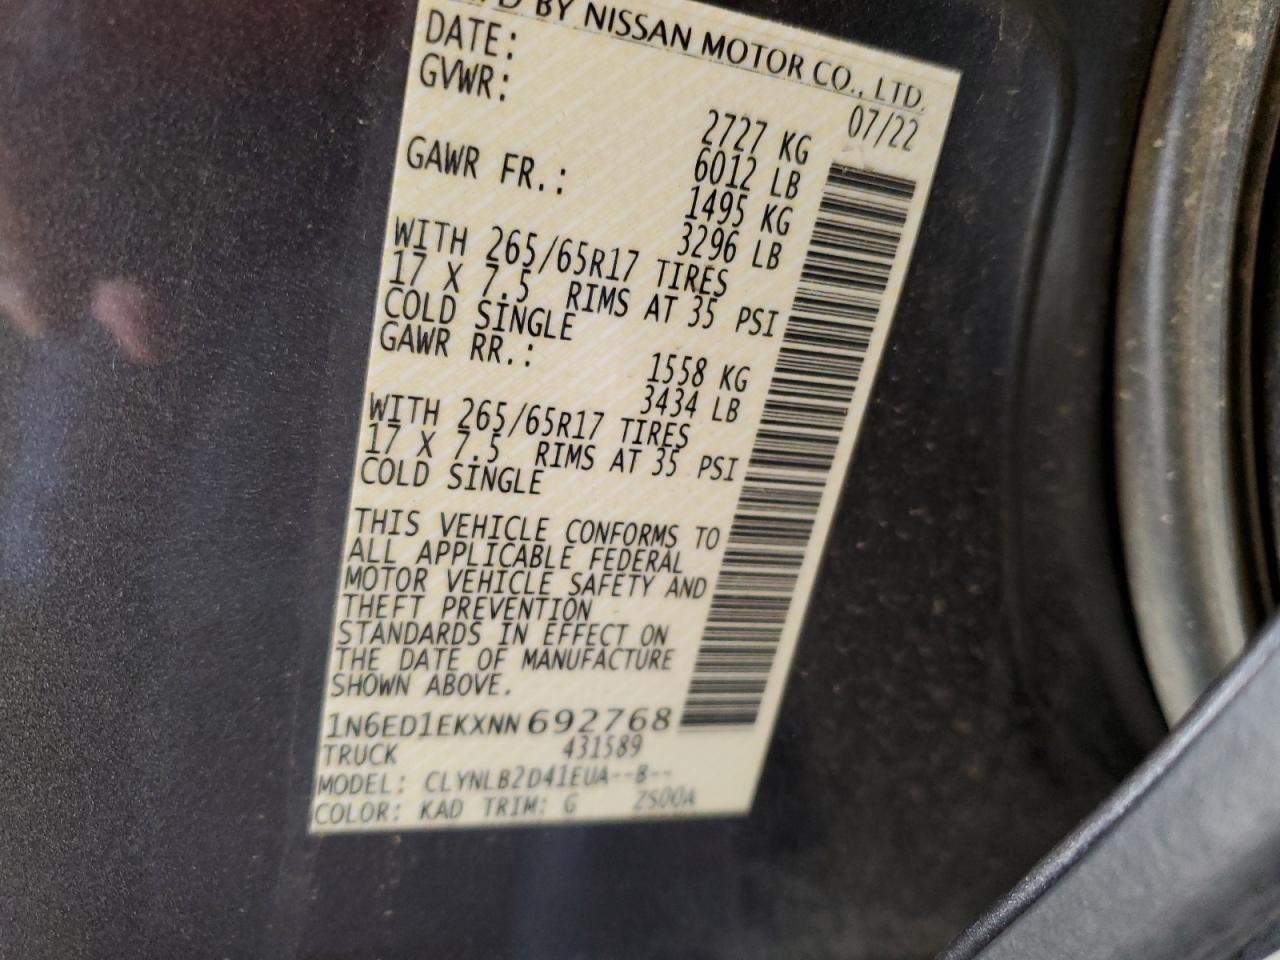 BY NISSAN MOTOR CO., LTD.
DATE: 07/22
GVWR: 2727 KG
6012 LB
GAWR FR.: 1495 KG
3296 LB
WITH 265/65R17 TIRES
17 X 7.5 RIMS AT 35 PSI
COLD SINGLE
GAWR RR.: 1558 KG
3434 LB
WITH 265/65R17 TIRES
17 X 7.5 RIMS AT 35 PSI
COLD SINGLE
THIS VEHICLE CONFORMS TO
ALL APPLICABLE FEDERAL
MOTOR VEHICLE SAFETY AND
THEFT PREVENTION
STANDARDS IN EFFECT ON
THE DATE OF MANUFACTURE
SHOWN ABOVE.
1N6ED1EKXNN692768
TRUCK 431589
MODEL: CLYNLB2D41EUA--B--
COLOR: KAD TRIM: G 2S00A